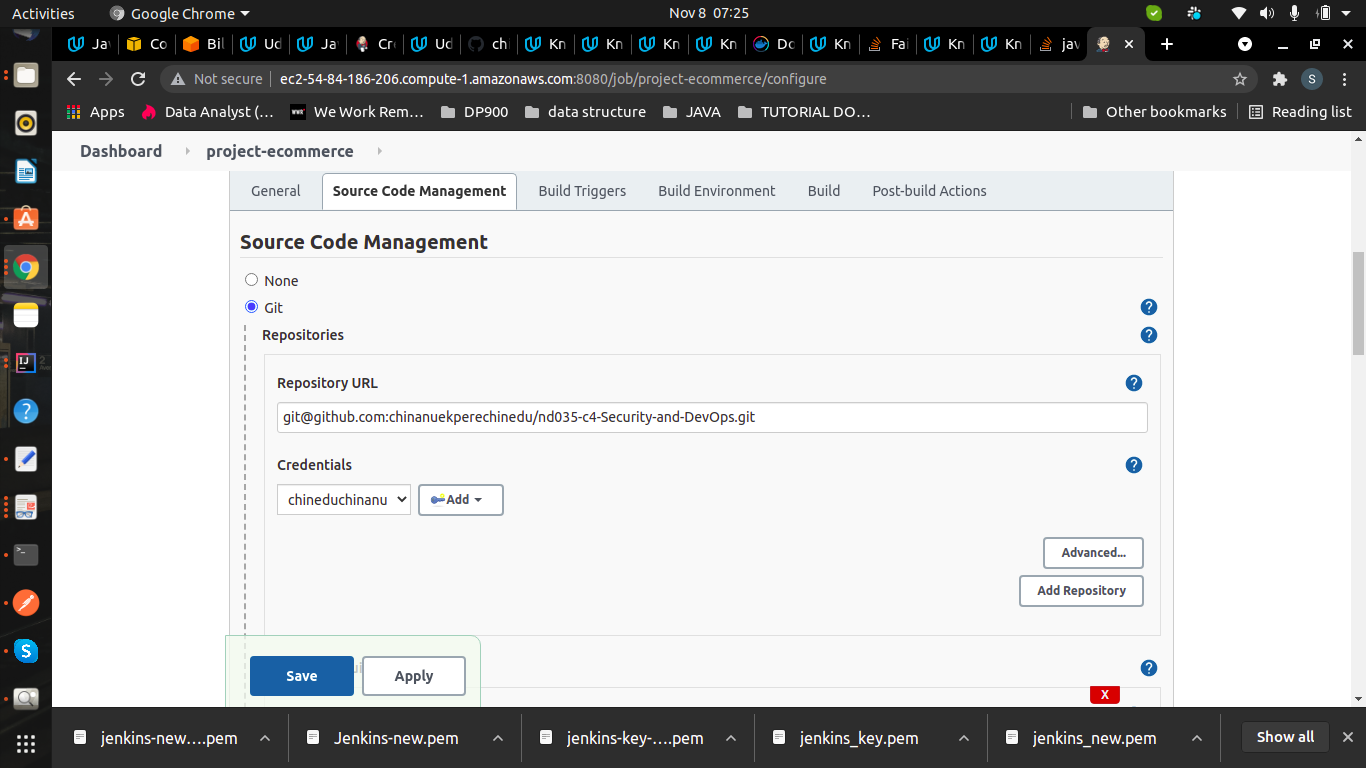 Activities
Google Chrome
Nov 8 07:25
Ja
Co
Bil
Ud
Ja
Cr
Ud
ch
Kn
Kn
Kn
Kn
Do
Kn
Fai
Kn
Kn
jav
Not secure
ec2-54-84-186-206.compute-1.amazonaws.com:8080/job/project-ecommerce/configure
S
Apps
Data Analyst (...
We Work Rem...
DP900
data structure
JAVA
TUTORIAL DO...
Other bookmarks
Reading list
Dashboard
project-ecommerce
General
Source Code Management
Build Triggers
Build Environment
Build
Post-build Actions
Source Code Management
None
Git
Repositories
Repository URL
git@github.com:chinanuekperechinedu/nd035-c4-Security-and-DevOps.git
Credentials
chineduchinanu
Add
Advanced...
Add Repository
Save
Apply
X
jenkins-new....pem
Jenkins-new.pem
jenkins-key-....pem
jenkins_key.pem
jenkins_new.pem
Show all